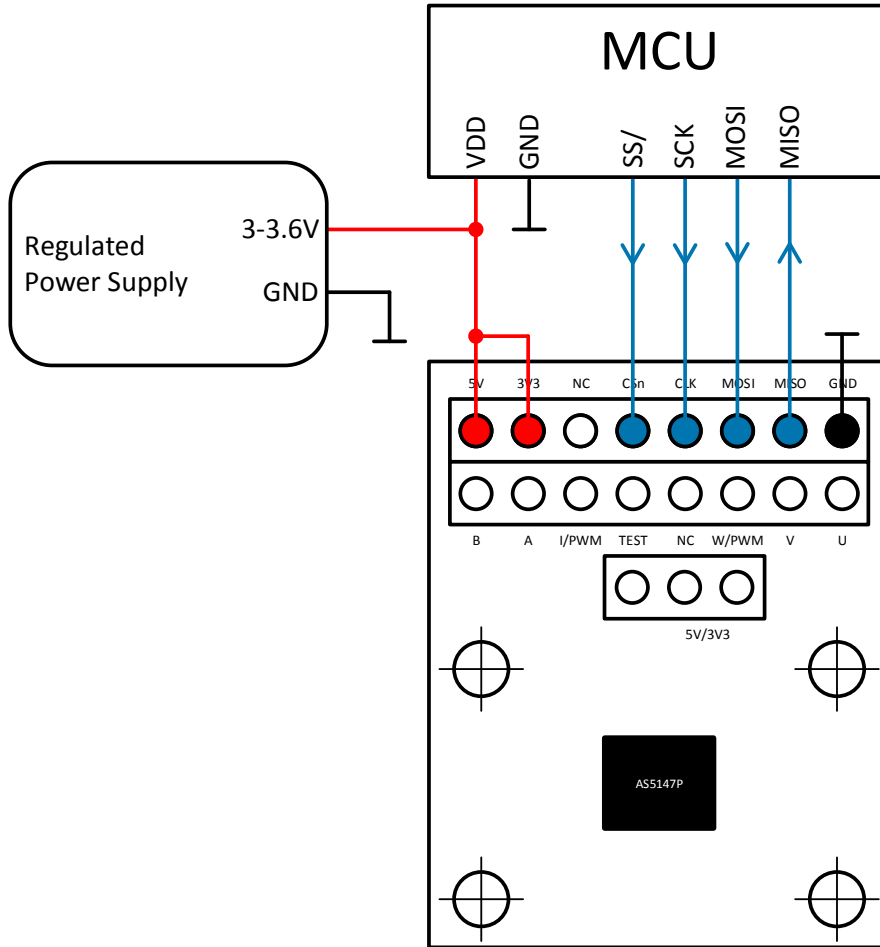 MCU
VDD
GND
SS/
SCK
MOSI
MISO
3-3.6V
Regulated
Power Supply
GND
5V 3V3 NC CSn CLK MOSI MISO GND
B A I/PWM TEST NC W/PWM V U
5V/3V3
AS5147P